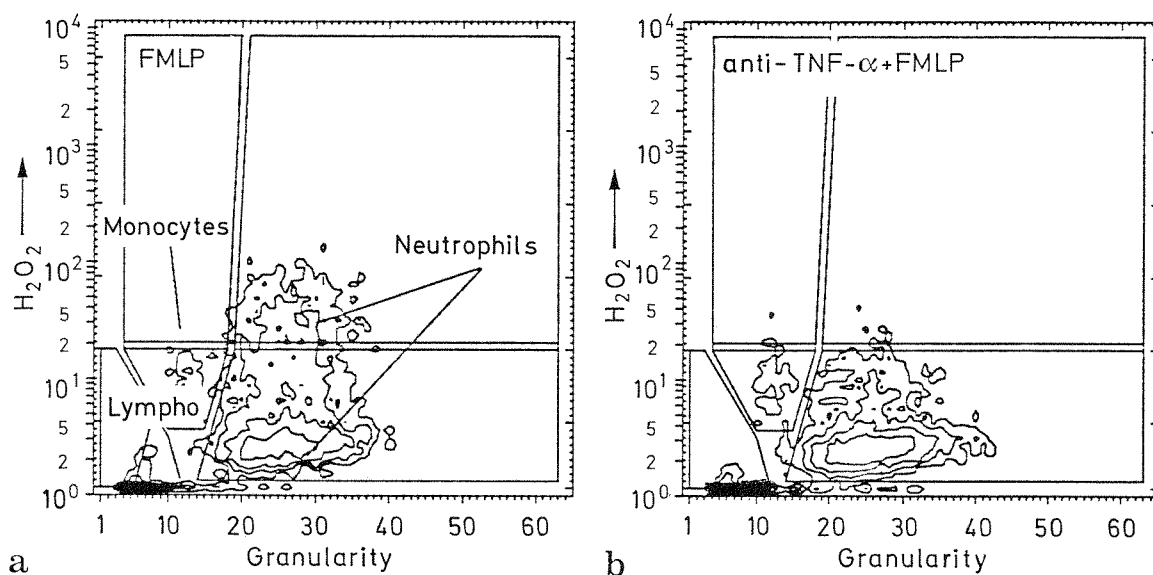 FMLP
Monocytes
Neutrophils
Lympho
H₂O₂
10⁴
5
2
10³
5
2
10²
5
2
10¹
5
2
10⁰
1 10 20 30 40 50 60
Granularity
a
anti-TNF-α+FMLP
H₂O₂
10⁴
5
2
10³
5
2
10²
5
2
10¹
5
2
10⁰
1 10 20 30 40 50 60
Granularity
b